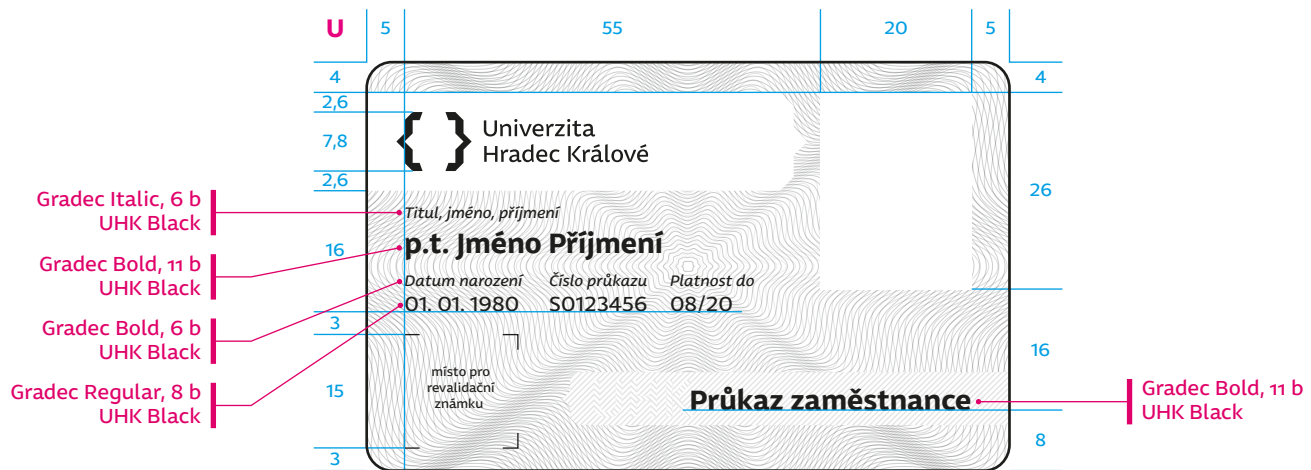 U 5 55 20 5
4 4
2,6
7,8
2,6
16
3
15
3
26
16
8
Univerzita
Hradec Králové
Gradec Italic, 6 b
UHK Black
Gradec Bold, 11 b
UHK Black
Gradec Bold, 6 b
UHK Black
Gradec Regular, 8 b
UHK Black
Titul, jméno, příjmení
p.t. Jméno Příjmení
Datum narození Číslo průkazu Platnost do
01. 01. 1980 S0123456 08/20
místo pro
revalidační
známku
Průkaz zaměstnance
Gradec Bold, 11 b
UHK Black